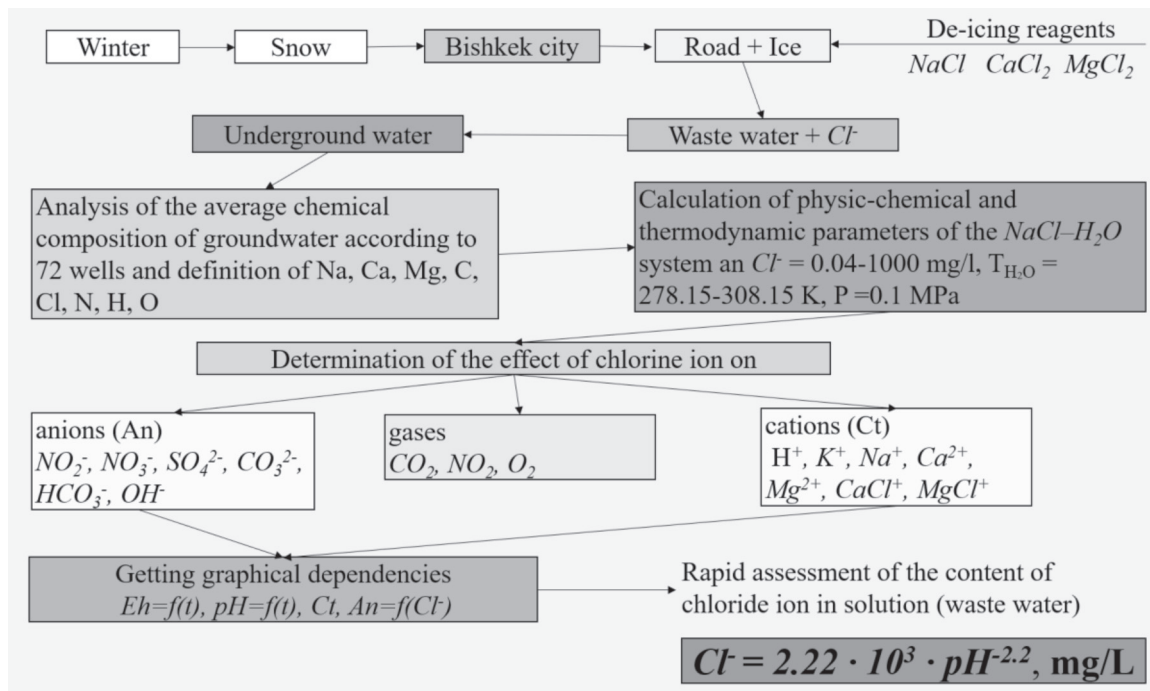 Winter
Snow
Bishkek city
Road + Ice
De-icing reagents
NaCl CaCl₂ MgCl₂
Underground water
Waste water + Cl⁻
Analysis of the average chemical
composition of groundwater according to
72 wells and definition of Na, Ca, Mg, C,
Cl, N, H, O
Calculation of physic-chemical and
thermodynamic parameters of the NaCl–H₂O
system an Cl⁻ = 0.04-1000 mg/l, T_H₂O =
278.15-308.15 K, P =0.1 MPa
Determination of the effect of chlorine ion on
anions (An)
NO₂⁻, NO₃⁻, SO₄²⁻, CO₃²⁻,
HCO₃⁻, OH⁻
gases
CO₂, NO₂, O₂
cations (Ct)
H⁺, K⁺, Na⁺, Ca²⁺,
Mg²⁺, CaCl⁺, MgCl⁺
Getting graphical dependencies
Eh=f(t), pH=f(t), Ct, An=f(Cl⁻)
Rapid assessment of the content of
chloride ion in solution (waste water)
Cl⁻ = 2.22 · 10³ · pH⁻²·², mg/L